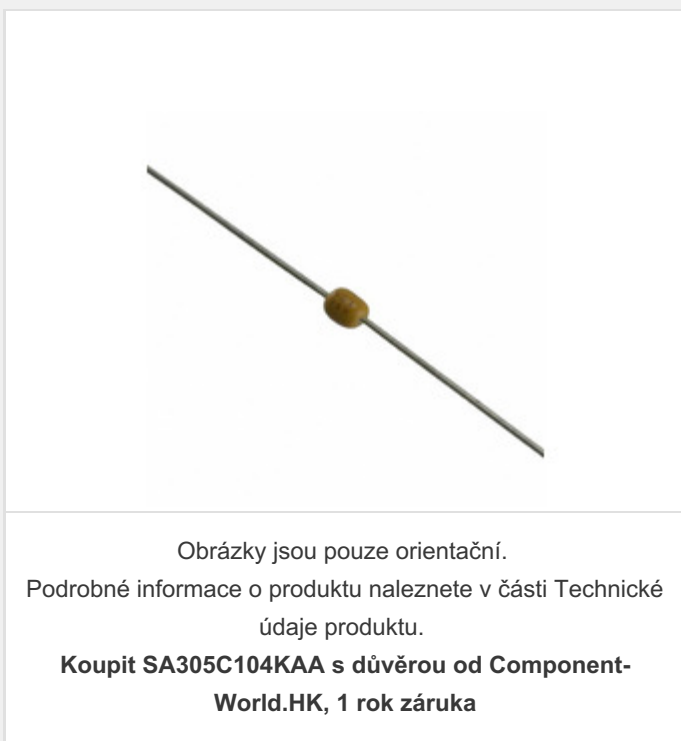 Obrázky jsou pouze orientační.
Podrobné informace o produktu naleznete v části Technické
údaje produktu.
Koupit SA305C104KAA s důvěrou od Component-
World.HK, 1 rok záruka